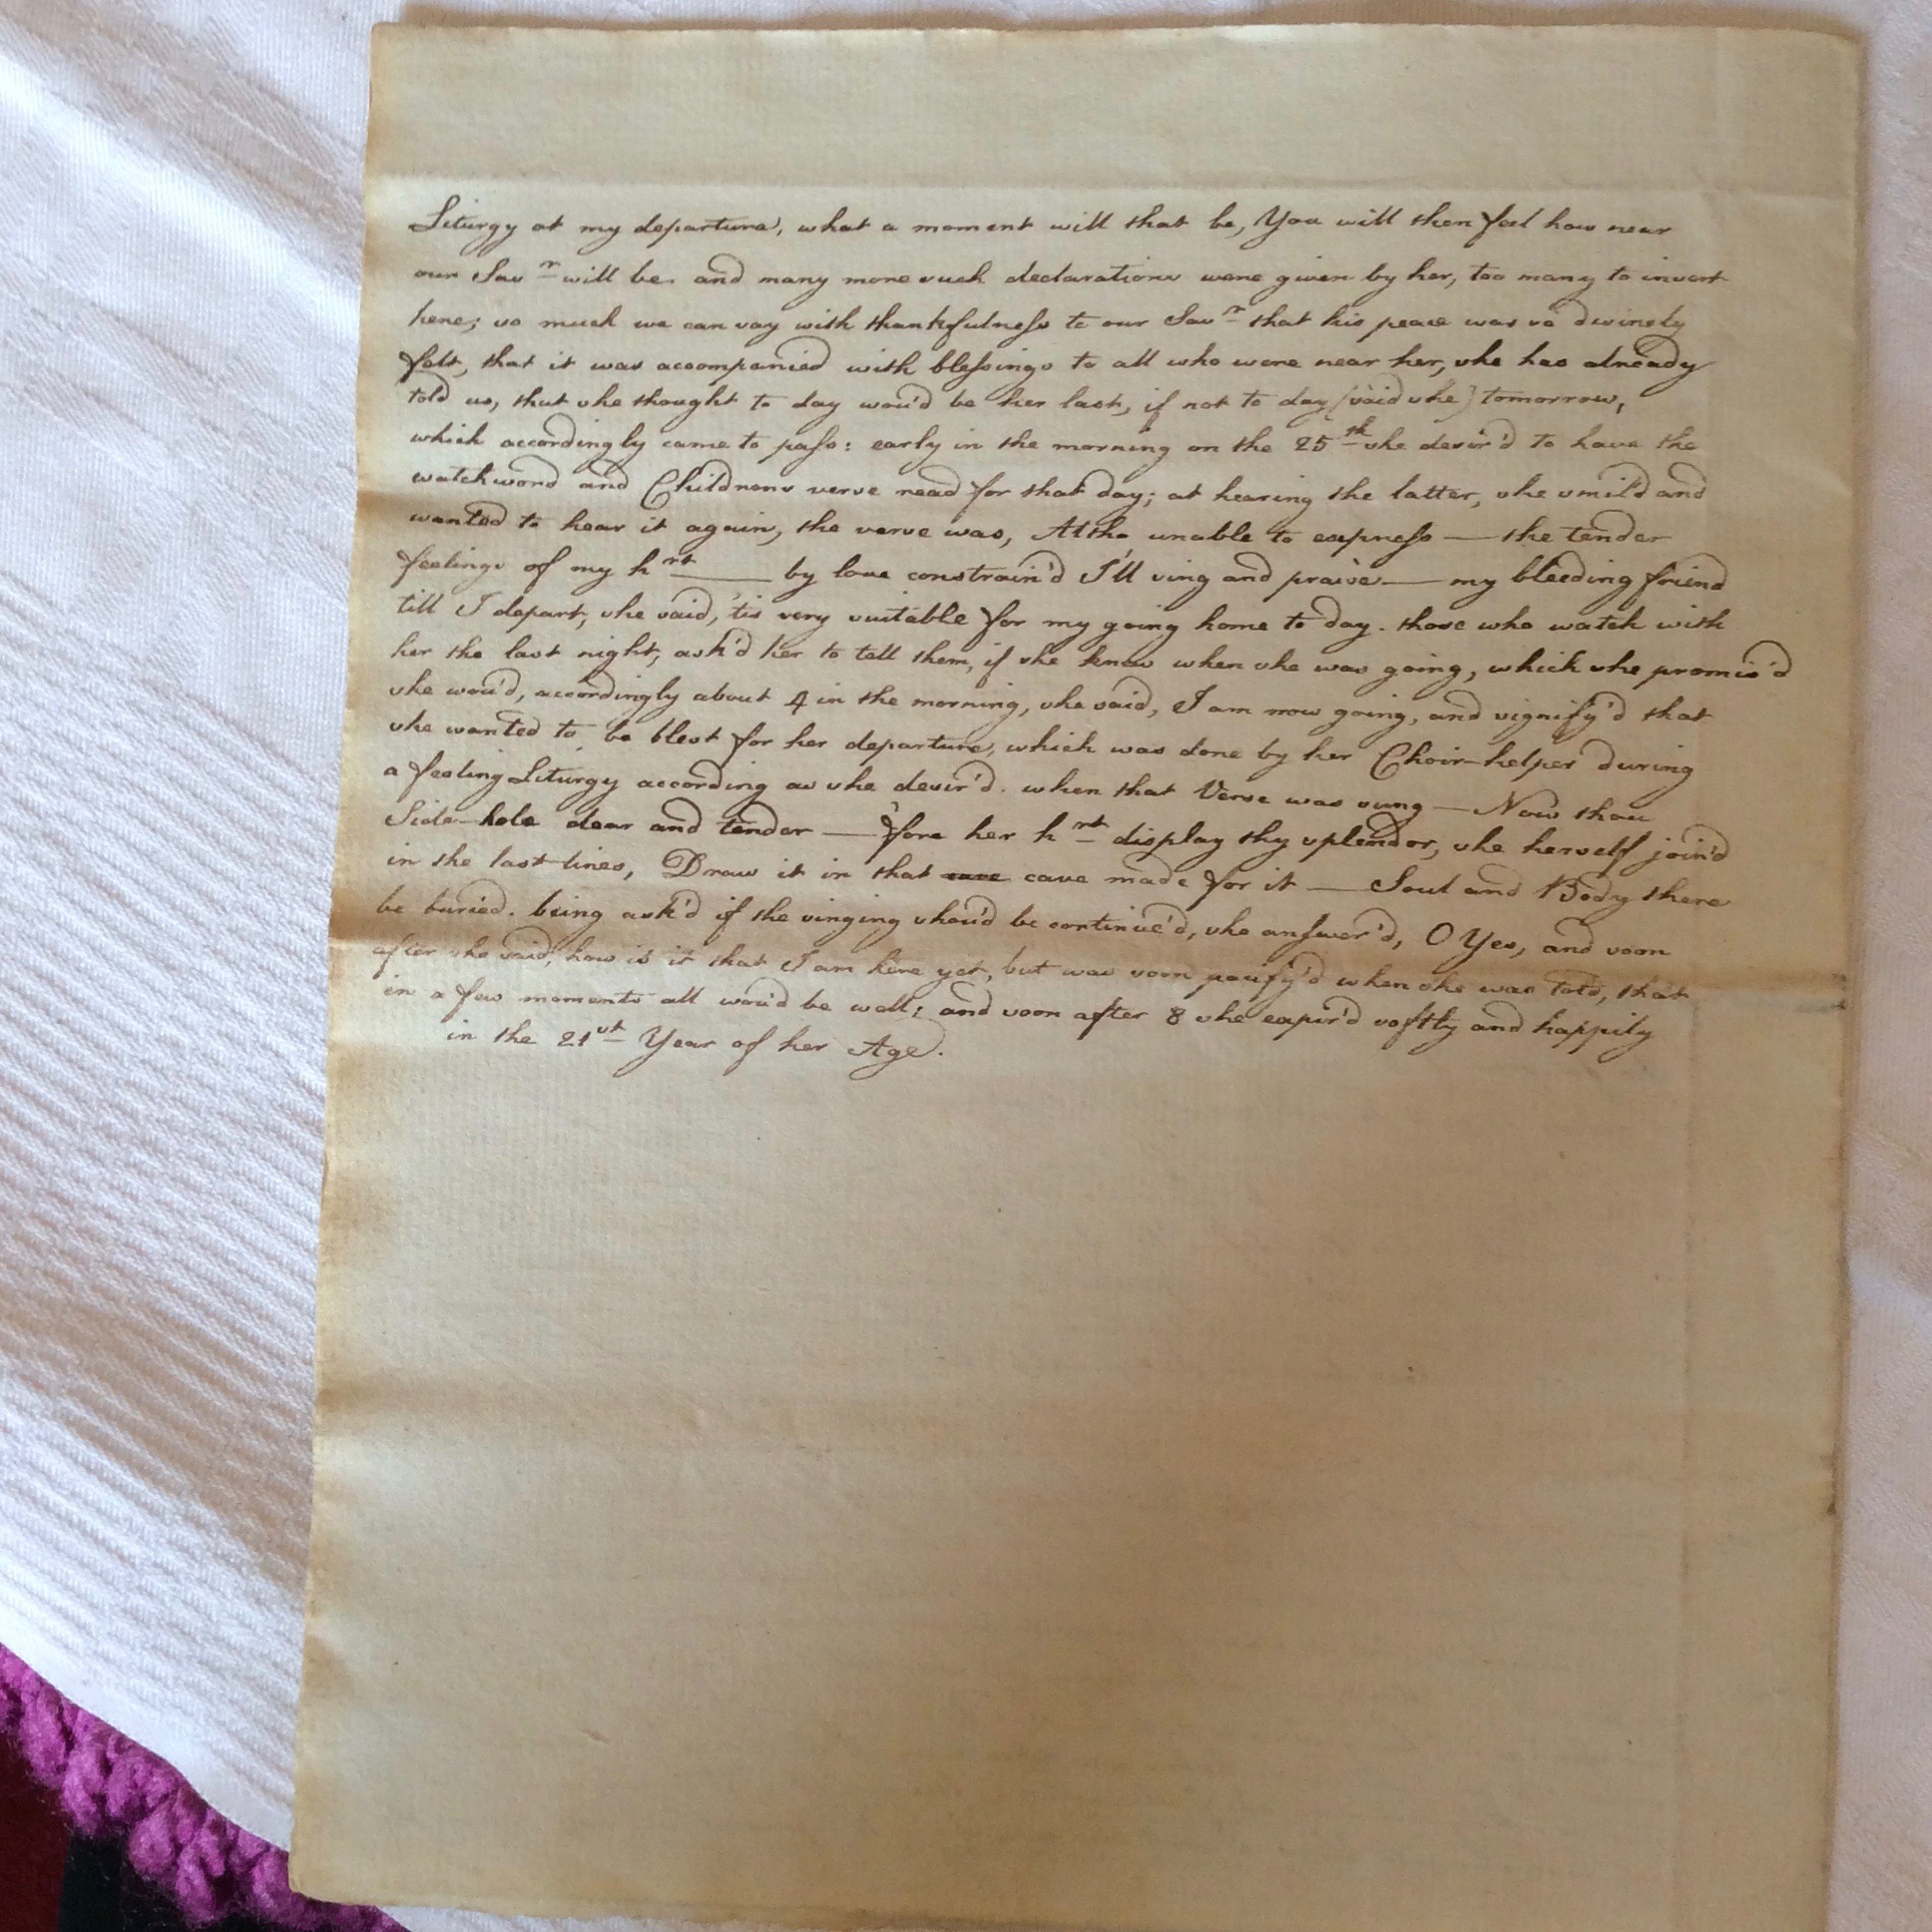 Liturgy at my departure, what a moment will that be, You will then feel how near
our Savr will be and many more such declarations were given by her, too many to insert
here; so much we can say with thankfulness to our Savr that his peace was so divinely
felt, that it was accompanied with blessings to all who were near her, she has already
told us, that she thought to day wou'd be her last, if not to day (said she) tomorrow,
which accordingly came to pass: early in the morning on the 25th she desir'd to have the
watchword and Childrens verse read for that day; at hearing the latter, she smil'd and
wanted to hear it again, the verse was, Altho unable to express — the tender
feelings of my hrt — by love constrain'd I'll sing and praise — my bleeding friend
till I depart, she said, 'tis very suitable for my going home to day. those who watch with
her the last night, ask'd her to tell them, if she knew when she was going, which she promis'd
she wou'd, accordingly about 4 in the morning, she said, I am now going, and signify'd that
she wanted to be blest for her departure, which was done by her Choir-helper during
a feeling Liturgy according as she desir'd. when that Verse was sung — Now thou
Side-hole dear and tender — 'fore her hrt display thy splendor, she herself join'd
in the last lines, Draw it in that cave cave made for it — Soul and Body there
be buried. being ask'd if the singing shou'd be continue'd, she answer'd, O Yes, and soon
after she said, how is it that I am here yet, but was soon pacify'd when she was told, that
in a few moments all wou'd be well; and soon after 8 she expir'd softly and happily
in the 21st Year of her Age.